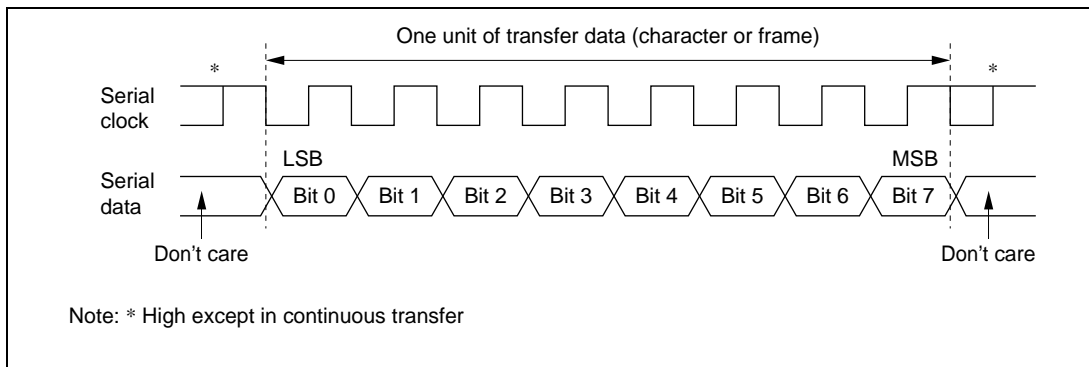 One unit of transfer data (character or frame)
* *
Serial
clock
LSB MSB
Serial
data
Bit 0 Bit 1 Bit 2 Bit 3 Bit 4 Bit 5 Bit 6 Bit 7
Don't care Don't care
Note: * High except in continuous transfer